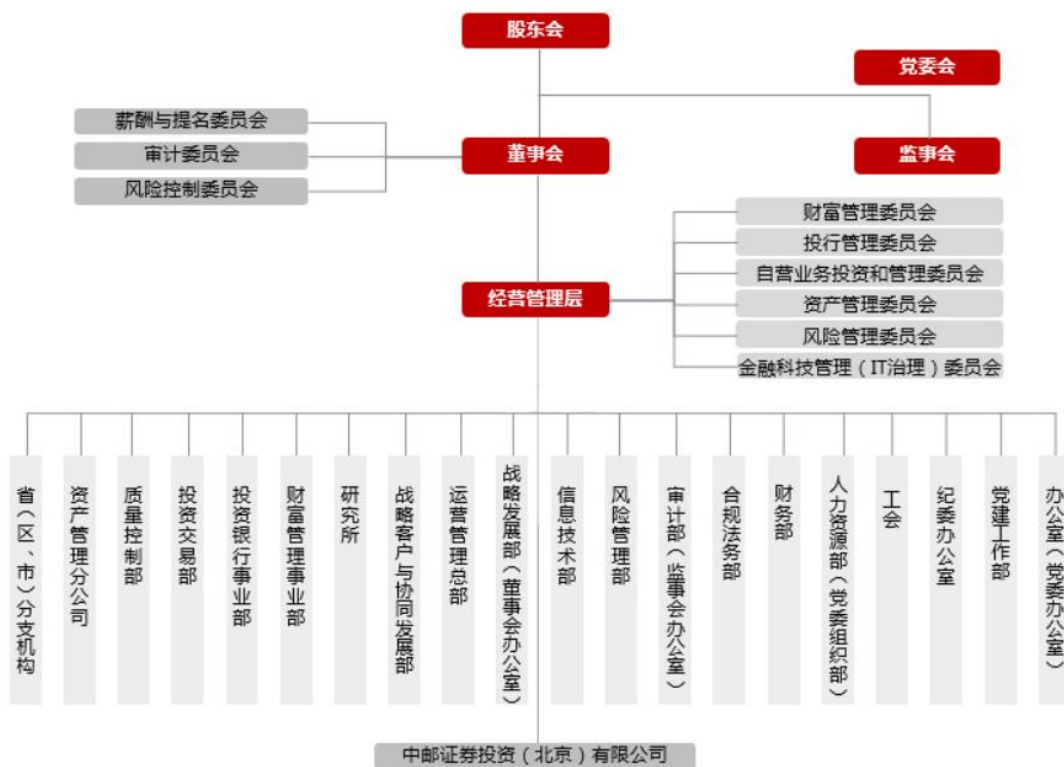 股东会
党委会
薪酬与提名委员会
审计委员会
风险控制委员会
董事会
监事会
财富管理委员会
投行管理委员会
自营业务投资和管理委员会
资产管理委员会
风险管理委员会
金融科技管理（IT治理）委员会
经营管理层
省（区、市）分支机构
资产管理分公司
质量控制部
投资交易部
投资银行事业部
财富管理事业部
研究所
战略客户与协同发展部
运营管理总部
战略发展部（董事会办公室）
信息技术部
风险管理部
审计部（监事会办公室）
合规法务部
财务部
人力资源部（党委组织部）
工会
纪委办公室
党建工作部
办公室（党委办公室）
中邮证券投资（北京）有限公司